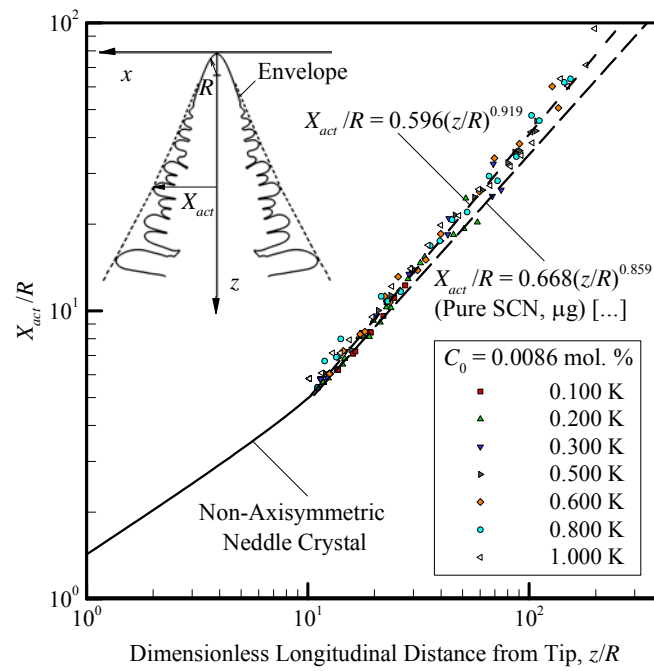 10²
x
R
Envelope
X_act
z
X_act /R = 0.596(z/R)^0.919
X_act /R = 0.668(z/R)^0.859
(Pure SCN, μg) [...]
X_act/R
10¹
C₀ = 0.0086 mol. %
0.100 K
0.200 K
0.300 K
0.500 K
0.600 K
0.800 K
1.000 K
Non-Axisymmetric
Neddle Crystal
10⁰
10⁰ 10¹ 10²
Dimensionless Longitudinal Distance from Tip, z/R